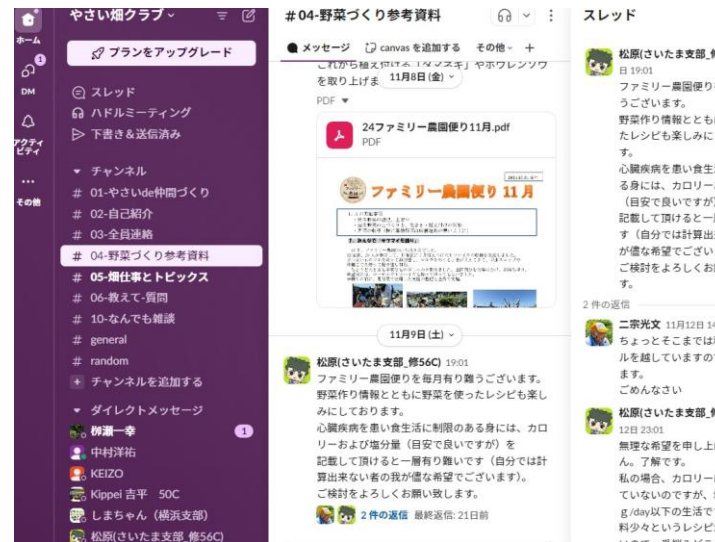 やさい畑クラブ
ホーム
プランをアップグレード
1
DM
スレッド
ハドルミーティング
下書き&送信済み
アクティ
ビティ
その他
チャンネル
# 01-やさいde仲間づくり
# 02-自己紹介
# 03-全員連絡
# 04-野菜づくり参考資料
# 05-畑仕事とトピックス
# 06-教えて-質問
# 10-なんでも雑談
# general
# random
+ チャンネルを追加する
ダイレクトメッセージ
栁瀬一幸 1
中村洋祐
KEIZO
Kippei 吉平 50C
しまちゃん（横浜支部）
松原(さいたま支部_修56C)
# 04-野菜づくり参考資料
メッセージ canvas を追加する その他 +
これから植え付ける「タマネギ」やホウレンソウ
を取り上げま
11月8日(金)
PDF
24ファミリー農園便り11月.pdf
PDF
ファミリー農園便り 11月
11月9日(土)
松原(さいたま支部_修56C) 19:01
ファミリー農園便りを毎月有り難うございます。
野菜作り情報とともに野菜を使ったレシピも楽し
みにしております。
心臓疾病を患い食生活に制限のある身には、カロ
リーおよび塩分量（目安で良いですが）を
記載して頂けると一層有り難いです（自分では計
算出来ない者の我が儘な希望でございます）。
ご検討をよろしくお願い致します。
2 件の返信 最終返信: 21日前
スレッド
松原(さいたま支部_修
日 19:01
ファミリー農園便り
うございます。
野菜作り情報ととも
たレシピも楽しみに
す。
心臓疾病を患い食生
る身には、カロリー
（目安で良いですが
記載して頂けると一
す（自分では計算出
が儘な希望でござい
ご検討をよろしくお
す。
2 件の返信
二宗光文 11月12日 14
ちょっとそこまでは
ルを越していますの
ます。
ごめんなさい
松原(さいたま支部_修
12日 23:01
無理な希望を申し上
ん。了解です。
私の場合、カロリー
ていないのですが、
g/day以下の生活で
料少々というレシピ